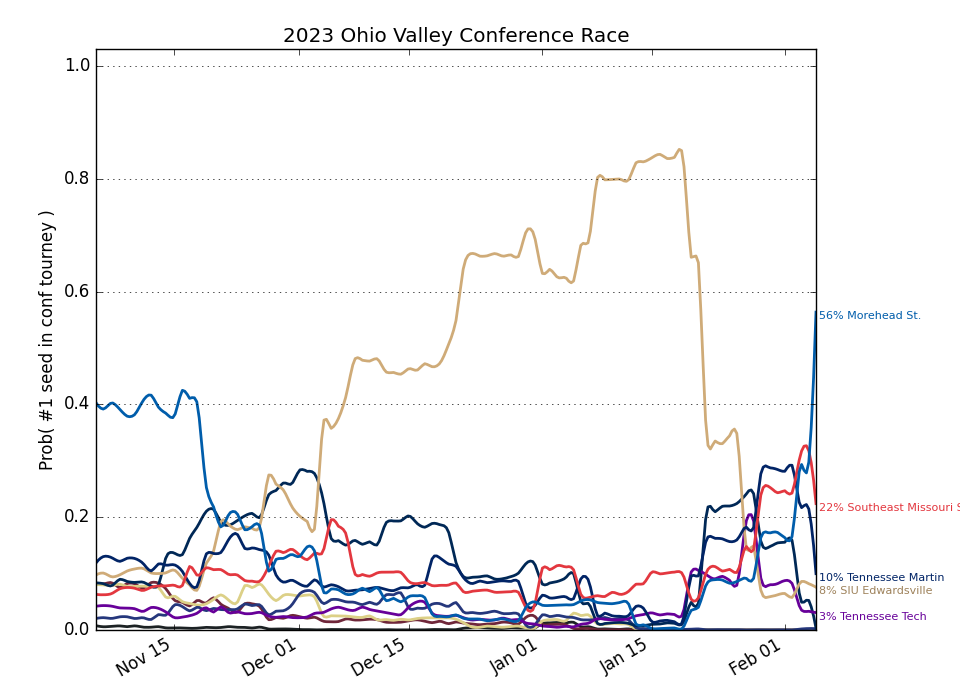 2023 Ohio Valley Conference Race
Prob( #1 seed in conf tourney )
1.0
0.8
0.6
0.4
0.2
0.0
Nov 15
Dec 01
Dec 15
Jan 01
Jan 15
Feb 01
56% Morehead St.
22% Southeast Missouri S
10% Tennessee Martin
8% SIU Edwardsville
3% Tennessee Tech